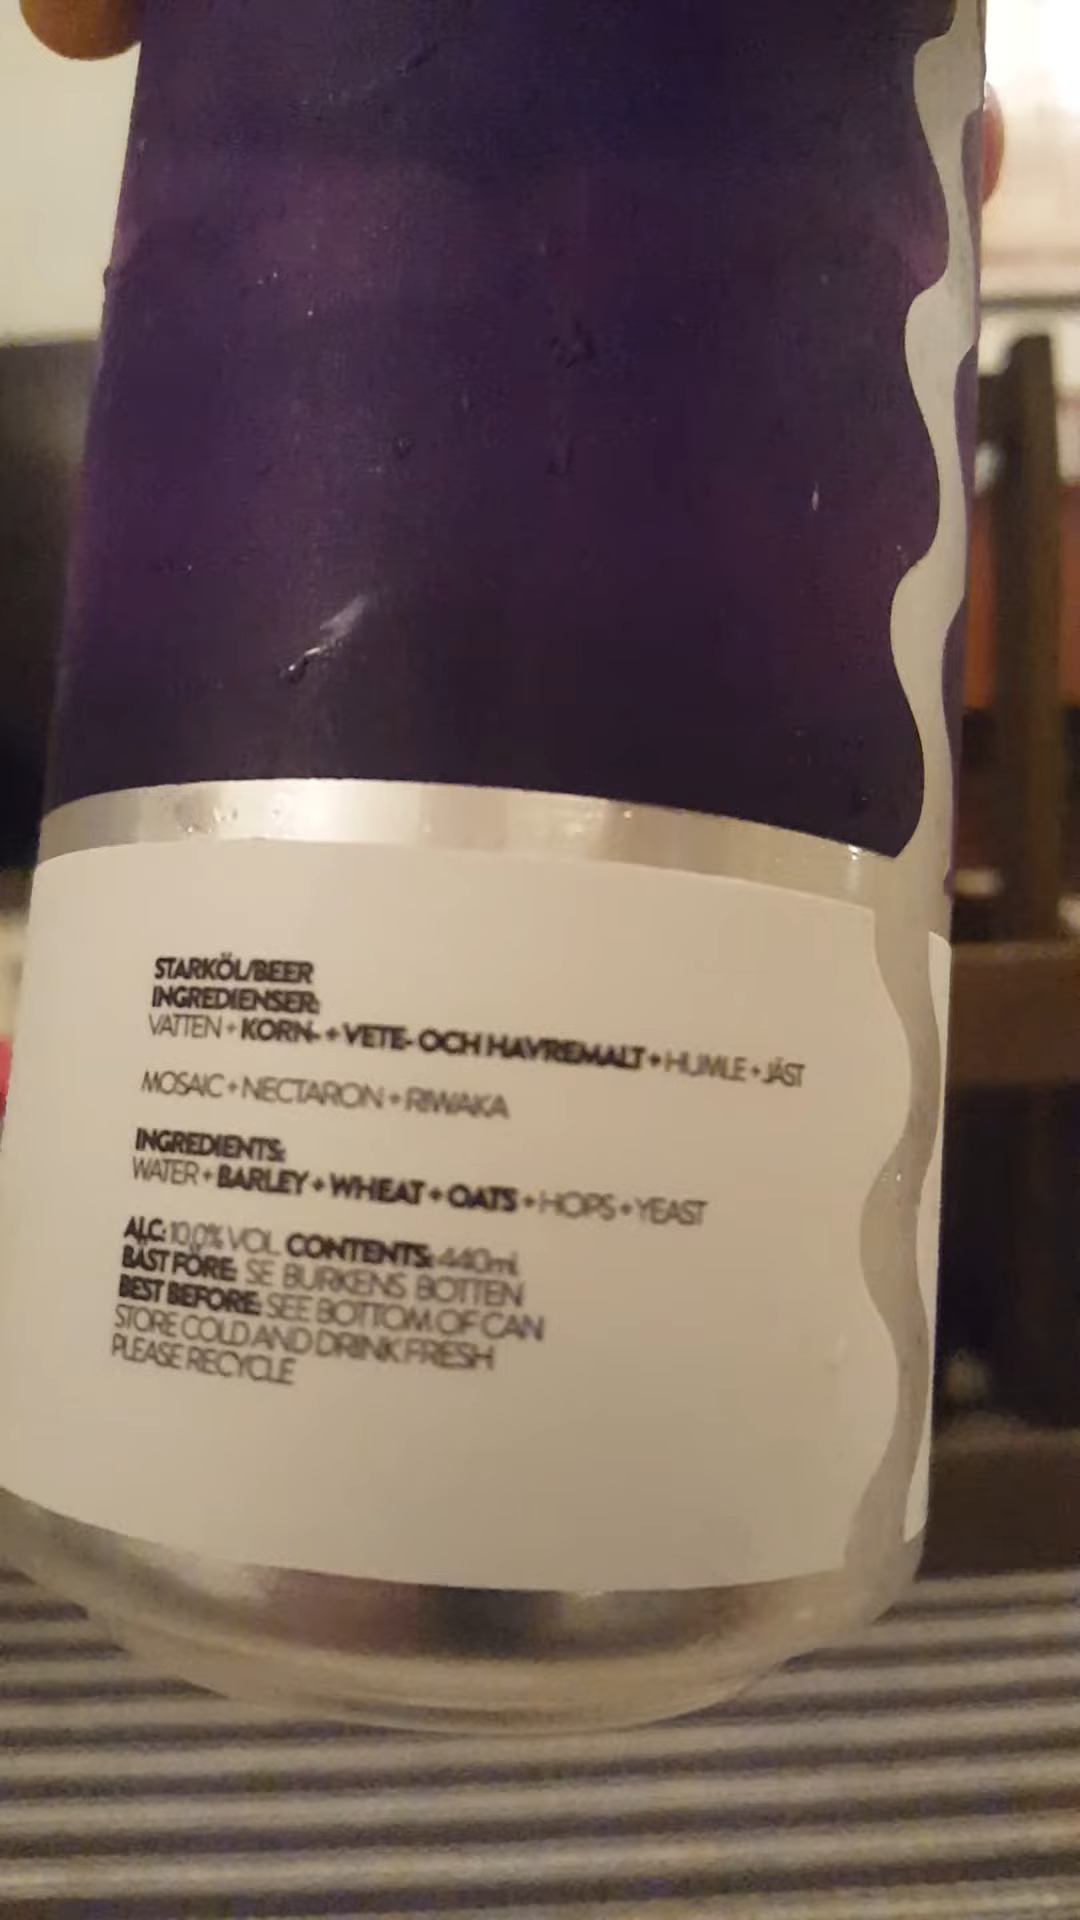 STARKÖL/BEER
INGREDIENSER:
VATTEN + KORN- + VETE- OCH HAVREMALT + HUMLE + JÄST
MOSAIC + NECTARON + RIWAKA
INGREDIENTS:
WATER + BARLEY + WHEAT + OATS + HOPS + YEAST
ALC: 10,0% VOL CONTENTS: 440ml
BÄST FÖRE: SE BURKENS BOTTEN
BEST BEFORE: SEE BOTTOM OF CAN
STORE COLD AND DRINK FRESH
PLEASE RECYCLE